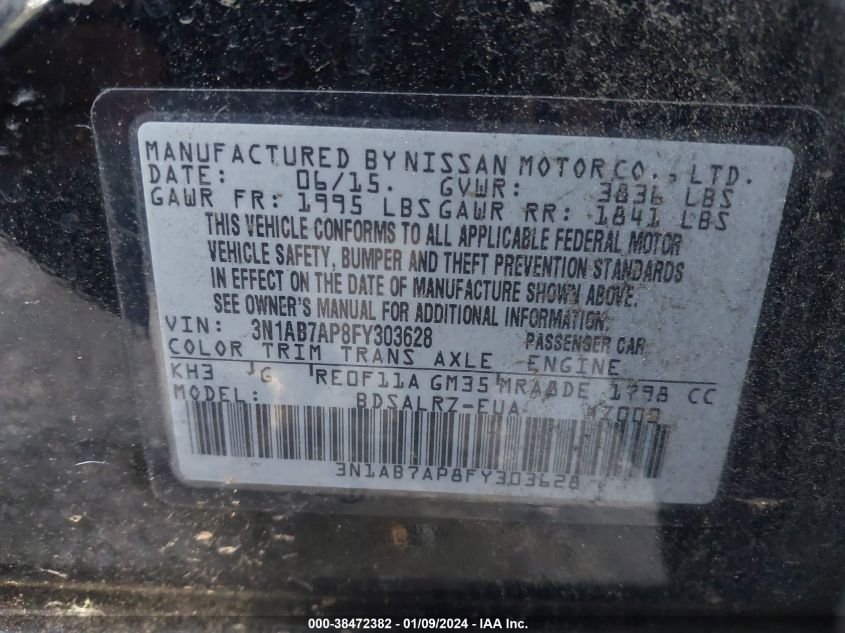 MANUFACTURED BY NISSAN MOTOR CO., LTD.
DATE: 06/15. GVWR: 3836 LBS
GAWR FR: 1995 LBS GAWR RR: 1841 LBS
THIS VEHICLE CONFORMS TO ALL APPLICABLE FEDERAL MOTOR
VEHICLE SAFETY, BUMPER AND THEFT PREVENTION STANDARDS
IN EFFECT ON THE DATE OF MANUFACTURE SHOWN ABOVE.
SEE OWNER'S MANUAL FOR ADDITIONAL INFORMATION.
VIN: 3N1AB7AP8FY303628 PASSENGER CAR
COLOR TRIM TRANS AXLE ENGINE
KH3 G RE0F11A GM35 MRA8DE 1798 CC
MODEL: BDSALRZ-EUA
3N1AB7AP8FY303628
000-38472382 - 01/09/2024 - IAA Inc.